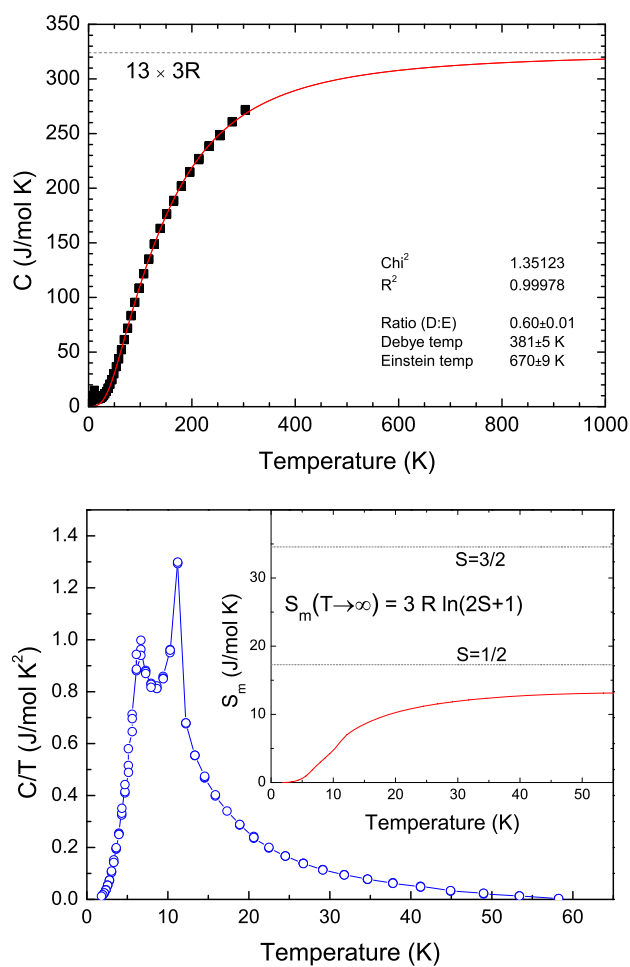 350
300
250
200
150
100
50
0
C (J/mol K)
13 × 3R
Chi² 1.35123
R² 0.99978
Ratio (D:E) 0.60±0.01
Debye temp 381±5 K
Einstein temp 670±9 K
0 200 400 600 800 1000
Temperature (K)
1.4
1.2
1.0
0.8
0.6
0.4
0.2
0.0
C/T (J/mol K²)
30
20
10
0
Sₘ (J/mol K)
S=3/2
Sₘ(T→∞) = 3 R ln(2S+1)
S=1/2
0 10 20 30 40 50
Temperature (K)
0 10 20 30 40 50 60
Temperature (K)